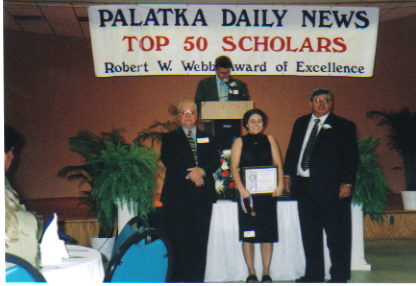 PALATKA DAILY NEWS
TOP 50 SCHOLARS
Robert W. Webb Award of Excellence